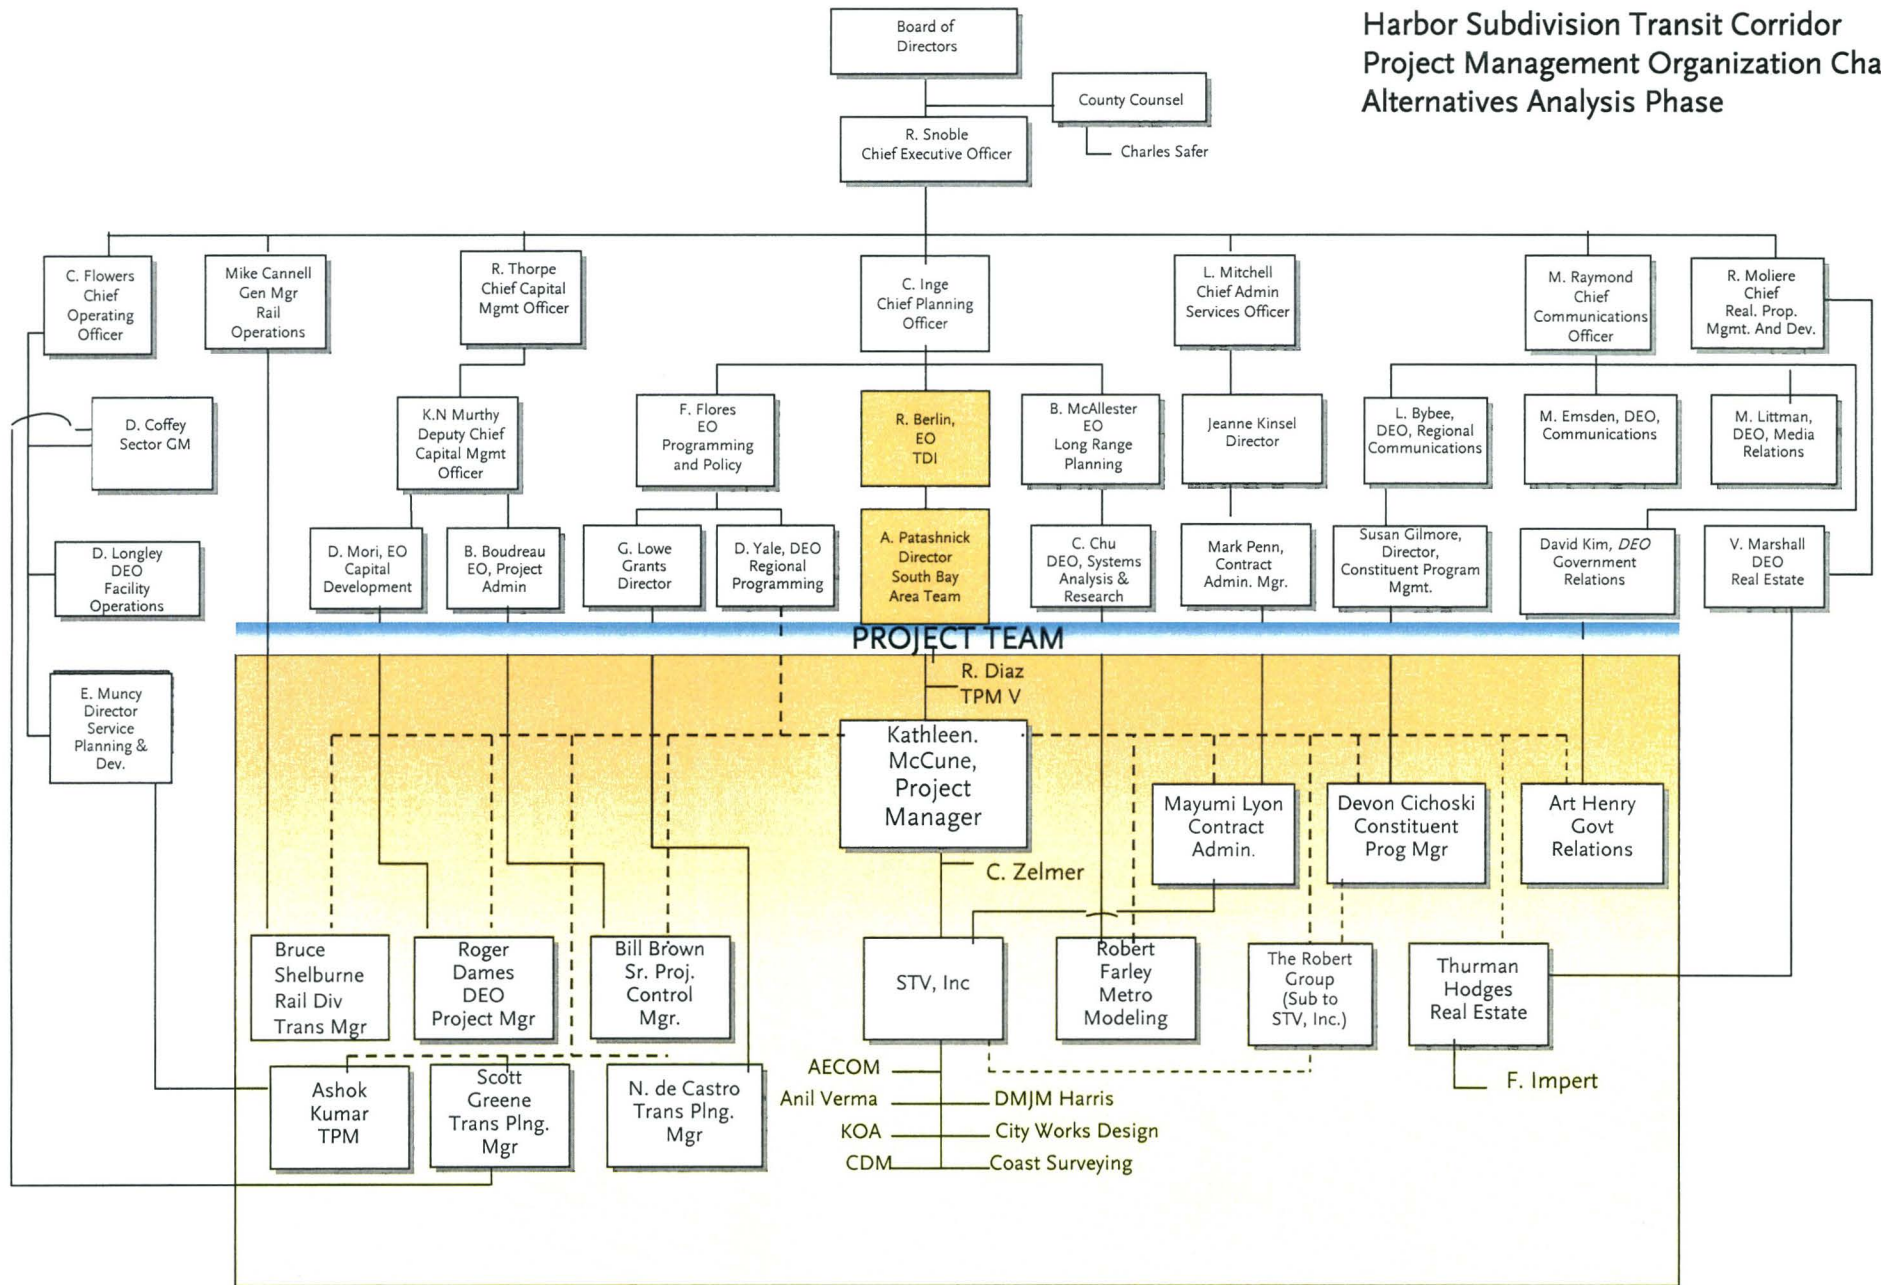 Harbor Subdivision Transit Corridor
Project Management Organization Cha
Alternatives Analysis Phase
Board of
Directors
County Counsel
Charles Safer
R. Snoble
Chief Executive Officer
C. Flowers
Chief
Operating
Officer
Mike Cannell
Gen Mgr
Rail
Operations
R. Thorpe
Chief Capital
Mgmt Officer
C. Inge
Chief Planning
Officer
L. Mitchell
Chief Admin
Services Officer
M. Raymond
Chief
Communications
Officer
R. Moliere
Chief
Real. Prop.
Mgmt. And Dev.
D. Coffey
Sector GM
K.N Murthy
Deputy Chief
Capital Mgmt
Officer
F. Flores
EO
Programming
and Policy
R. Berlin,
EO
TDI
B. McAllester
EO
Long Range
Planning
Jeanne Kinsel
Director
L. Bybee,
DEO, Regional
Communications
M. Emsden, DEO,
Communications
M. Littman,
DEO, Media
Relations
D. Longley
DEO
Facility
Operations
D. Mori, EO
Capital
Development
B. Boudreau
EO, Project
Admin
G. Lowe
Grants
Director
D. Yale, DEO
Regional
Programming
A. Patashnick
Director
South Bay
Area Team
C. Chu
DEO, Systems
Analysis &
Research
Mark Penn,
Contract
Admin. Mgr.
Susan Gilmore,
Director,
Constituent Program
Mgmt.
David Kim, DEO
Government
Relations
V. Marshall
DEO
Real Estate
PROJECT TEAM
E. Muncy
Director
Service
Planning &
Dev.
R. Diaz
TPM V
Kathleen.
McCune,
Project
Manager
Mayumi Lyon
Contract
Admin.
Devon Cichoski
Constituent
Prog Mgr
Art Henry
Govt
Relations
C. Zelmer
Bruce
Shelburne
Rail Div
Trans Mgr
Roger
Dames
DEO
Project Mgr
Bill Brown
Sr. Proj.
Control
Mgr.
STV, Inc
Robert
Farley
Metro
Modeling
The Robert
Group
(Sub to
STV, Inc.)
Thurman
Hodges
Real Estate
F. Impert
Ashok
Kumar
TPM
Scott
Greene
Trans Plng.
Mgr
N. de Castro
Trans Plng.
Mgr
AECOM
Anil Verma
DMJM Harris
KOA
City Works Design
CDM
Coast Surveying